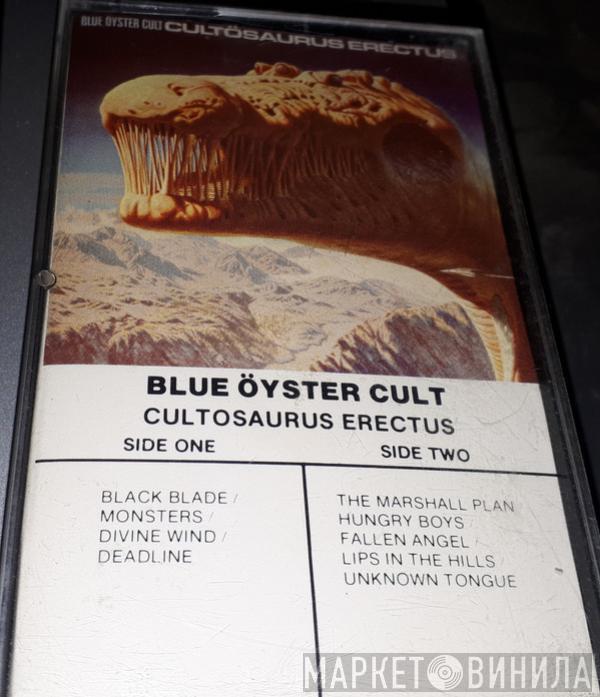 BLUE ÖYSTER CULT CULTÖSAURUS ERECTUS
BLUE ÖYSTER CULT
CULTOSAURUS ERECTUS
SIDE ONE
BLACK BLADE /
MONSTERS /
DIVINE WIND /
DEADLINE
SIDE TWO
THE MARSHALL PLAN
HUNGRY BOYS /
FALLEN ANGEL /
LIPS IN THE HILLS /
UNKNOWN TONGUE
МАРКЕТ ВИНИЛА